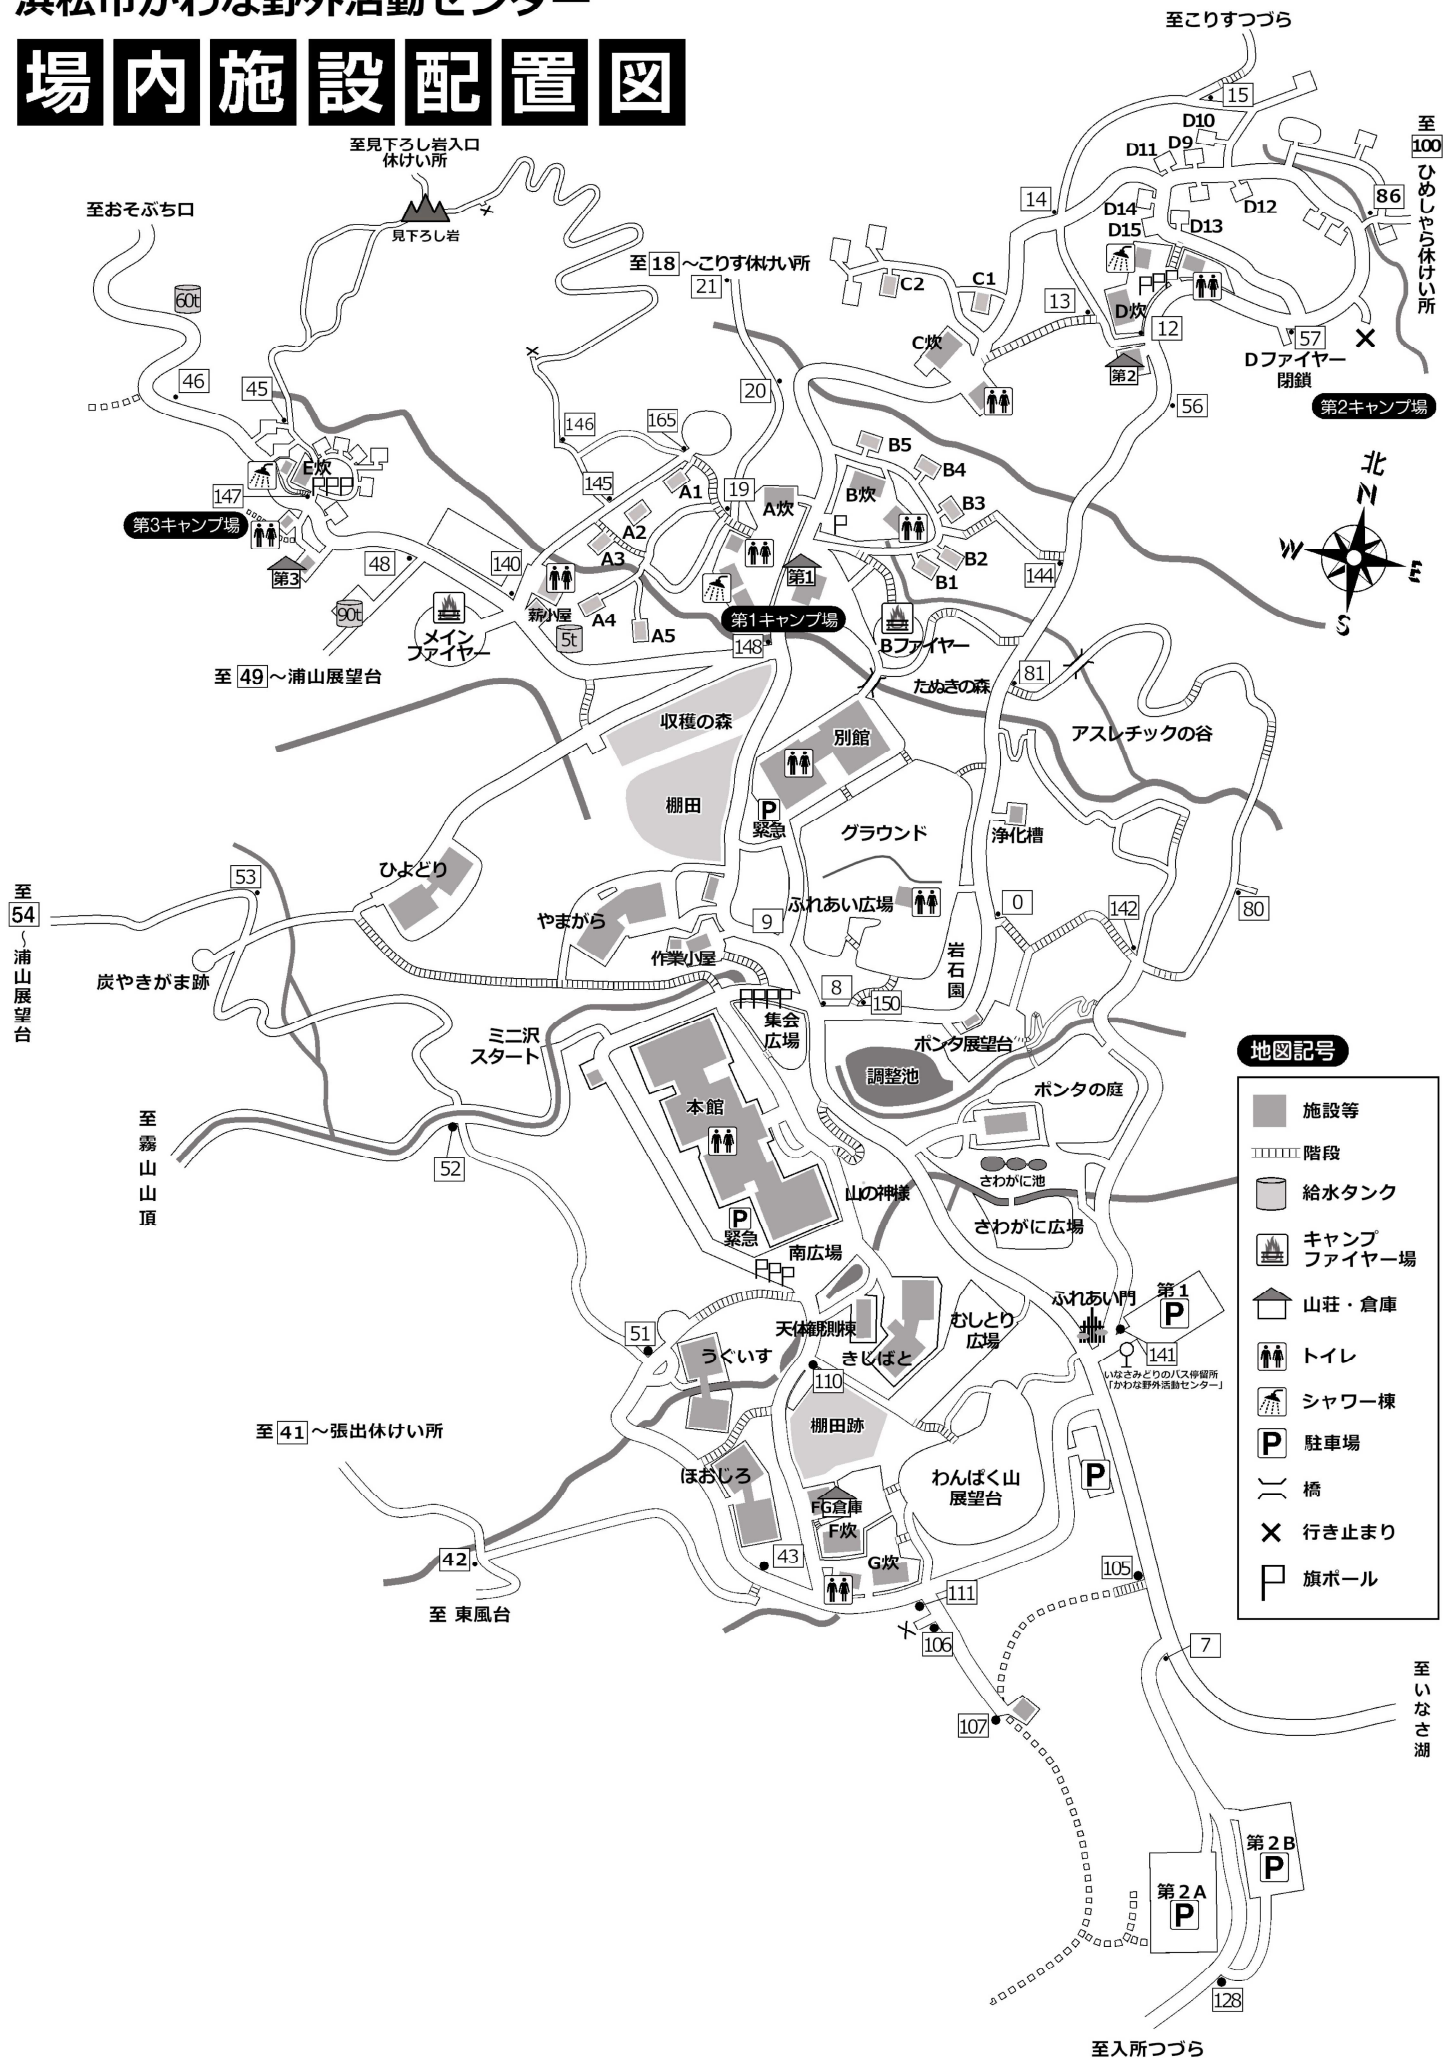 浜松市かわな野外活動センター
場内施設配置図
至こりすつづら
15
D10
D9
D11
至
100
ひめしゃら休けい所
86
14
D12
D14
D13
D15
至見下ろし岩入口
休けい所
見下ろし岩
至おそぶち口
60t
至18～こりす休けい所
21
C2
C1
13
D炊
12
57
Dファイヤー
閉鎖
C炊
第2
第2キャンプ場
46
45
20
56
146
165
B5
B4
E炊
147
第3キャンプ場
145
A1
19
A炊
B炊
B3
A2
A3
北
N
W
E
S
48
140
第3
第1
B2
B1
144
90t
薪小屋
A4
5t
A5
第1キャンプ場
148
メイン
ファイヤー
Bファイヤー
至49～浦山展望台
たぬきの森
81
収穫の森
別館
アスレチックの谷
棚田
P
緊急
グラウンド
浄化槽
ひよどり
53
至
54
～浦山展望台
やまがら
9
ふれあい広場
0
142
80
作業小屋
岩石園
炭やきがま跡
8
150
集会
広場
ミニ沢
スタート
ポンタ展望台
調整池
ポンタの庭
本館
至霧山山頂
52
さわがに池
山の神様
さわがに広場
P
緊急
南広場
ふれあい門
第1
P
天体観測棟
むしとり
広場
51
うぐいす
きじばと
141
いなさみどりのバス停留所
「かわな野外活動センター」
110
棚田跡
至41～張出休けい所
ほおじろ
わんぱく山
展望台
P
FG倉庫
F炊
42
43
G炊
105
至 東風台
111
106
7
至いなさ湖
107
第2B
P
第2A
P
128
至入所つづら
地図記号
施設等
階段
給水タンク
キャンプ
ファイヤー場
山荘・倉庫
トイレ
シャワー棟
P
駐車場
橋
行き止まり
旗ポール